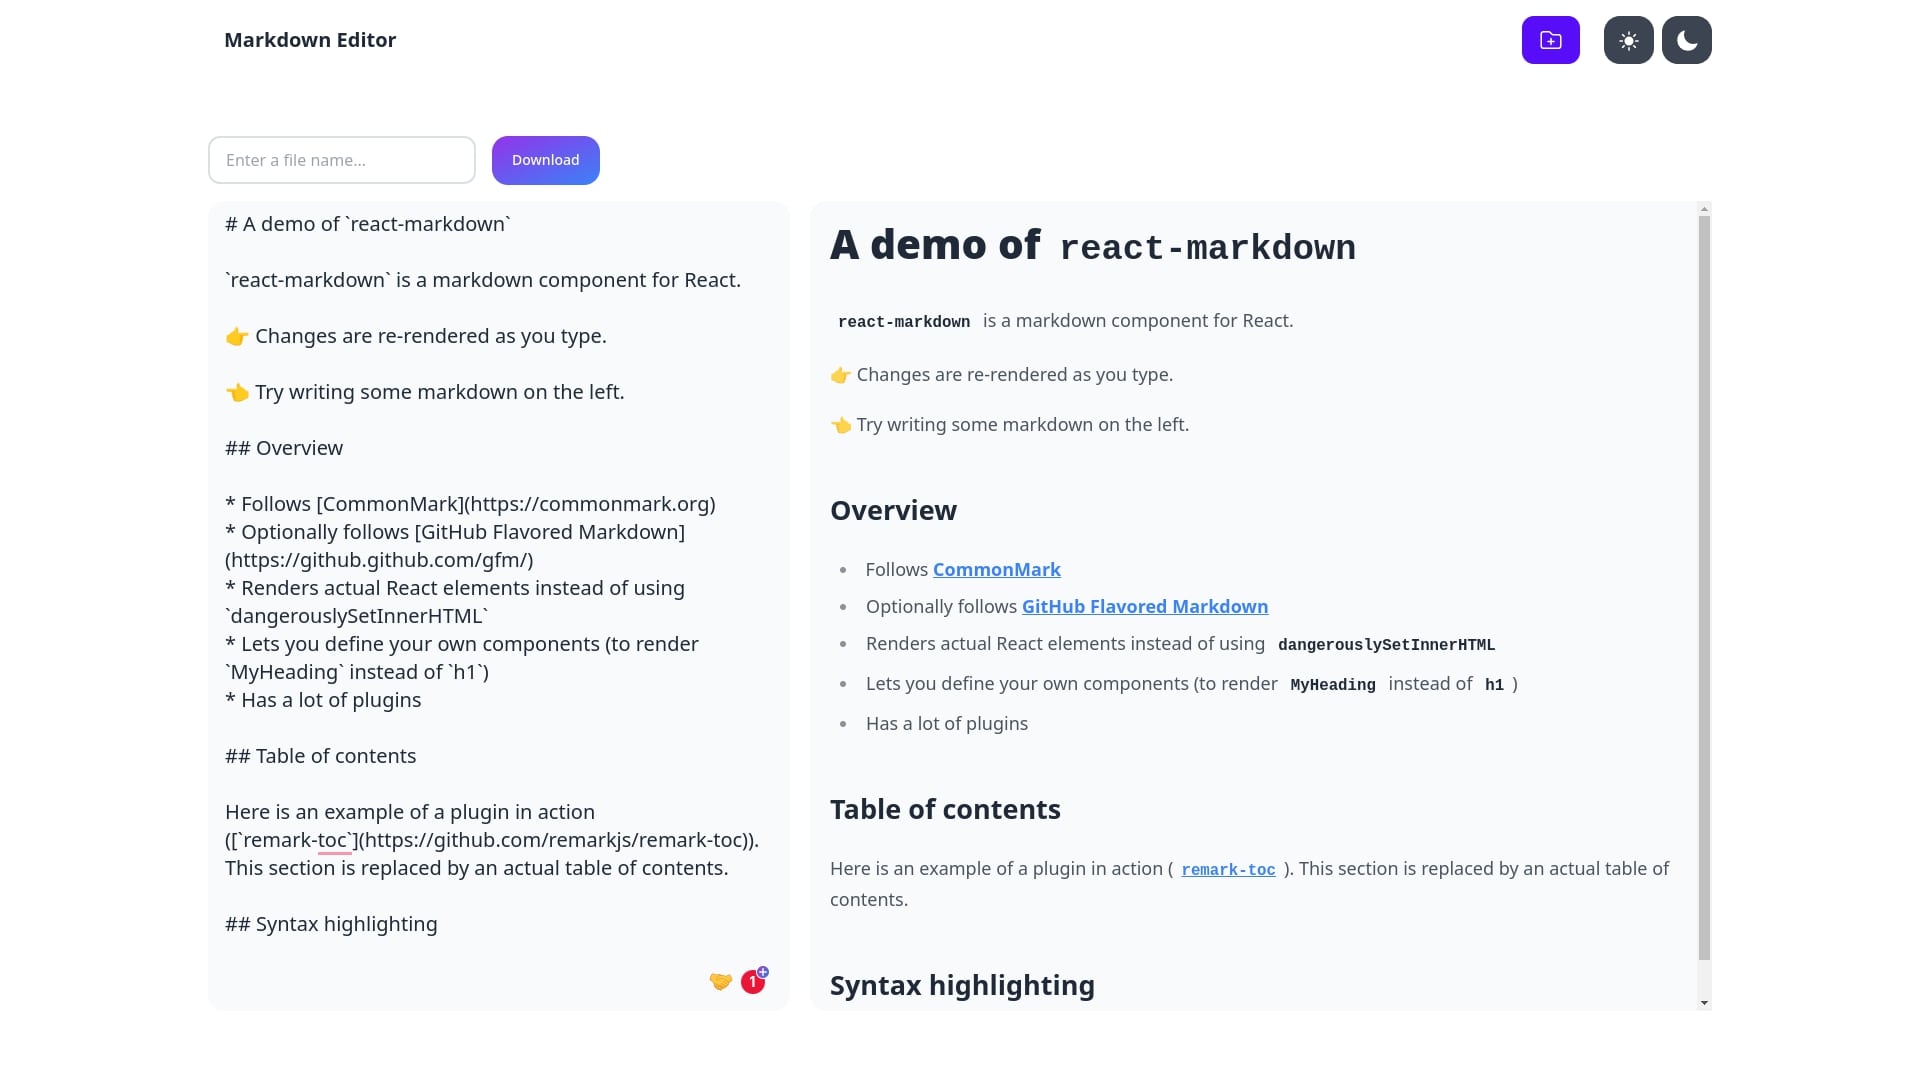 Markdown Editor
Enter a file name...
Download
# A demo of `react-markdown`
`react-markdown` is a markdown component for React.
👉 Changes are re-rendered as you type.
👈 Try writing some markdown on the left.
## Overview
* Follows [CommonMark](https://commonmark.org)
* Optionally follows [GitHub Flavored Markdown]
(https://github.github.com/gfm/)
* Renders actual React elements instead of using
`dangerouslySetInnerHTML`
* Lets you define your own components (to render
`MyHeading` instead of `h1`)
* Has a lot of plugins
## Table of contents
Here is an example of a plugin in action
([`remark-toc`](https://github.com/remarkjs/remark-toc)).
This section is replaced by an actual table of contents.
## Syntax highlighting
1
A demo of react-markdown
react-markdown is a markdown component for React.
👉 Changes are re-rendered as you type.
👈 Try writing some markdown on the left.
Overview
• Follows CommonMark
• Optionally follows GitHub Flavored Markdown
• Renders actual React elements instead of using dangerouslySetInnerHTML
• Lets you define your own components (to render MyHeading instead of h1 )
• Has a lot of plugins
Table of contents
Here is an example of a plugin in action ( remark-toc ). This section is replaced by an actual table of
contents.
Syntax highlighting